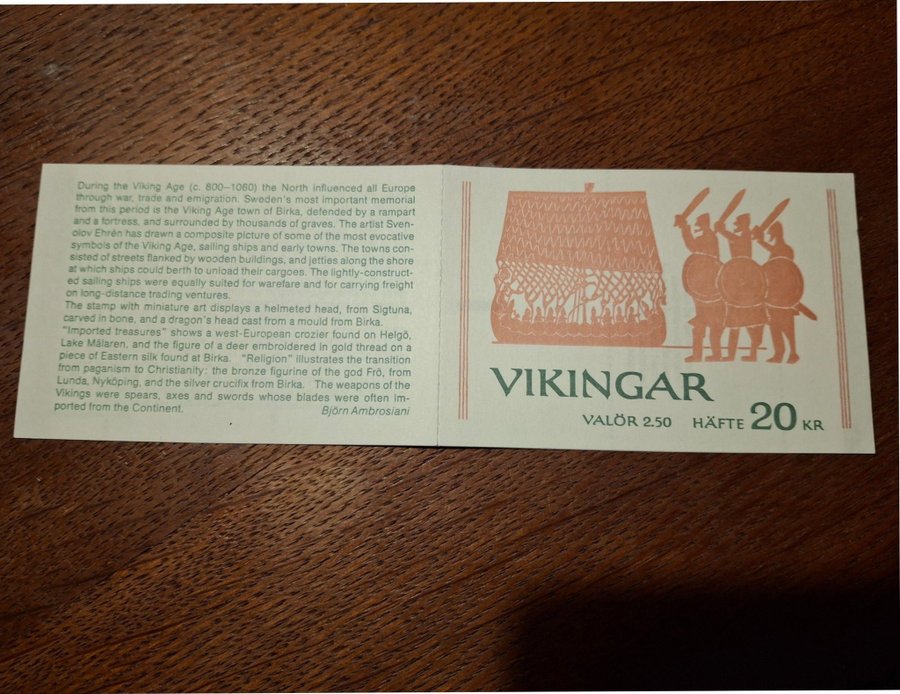 During the Viking Age (c. 800–1060) the North influenced all Europe
through war, trade and emigration. Sweden's most important memorial
from this period is the Viking Age town of Birka, defended by a rampart
and a fortress, and surrounded by thousands of graves. The artist Sven-
olov Ehrén has drawn a composite picture of some of the most evocative
symbols of the Viking Age, sailing ships and early towns. The towns con-
sisted of streets flanked by wooden buildings, and jetties along the shore
at which ships could berth to unload their cargoes. The lightly-construct-
ed sailing ships were equally suited for warefare and for carrying freight
on long-distance trading ventures.
The stamp with miniature art displays a helmeted head, from Sigtuna,
carved in bone, and a dragon's head cast from a mould from Birka.
"Imported treasures" shows a west-European crozier found on Helgö,
Lake Mälaren, and the figure of a deer embroidered in gold thread on a
piece of Eastern silk found at Birka. "Religion" illustrates the transition
from paganism to Christianity: the bronze figurine of the god Frö, from
Lunda, Nyköping, and the silver crucifix from Birka. The weapons of the
Vikings were spears, axes and swords whose blades were often im-
ported from the Continent. Björn Ambrosiani
VIKINGAR
VALÖR 2.50 HÄFTE 20 KR